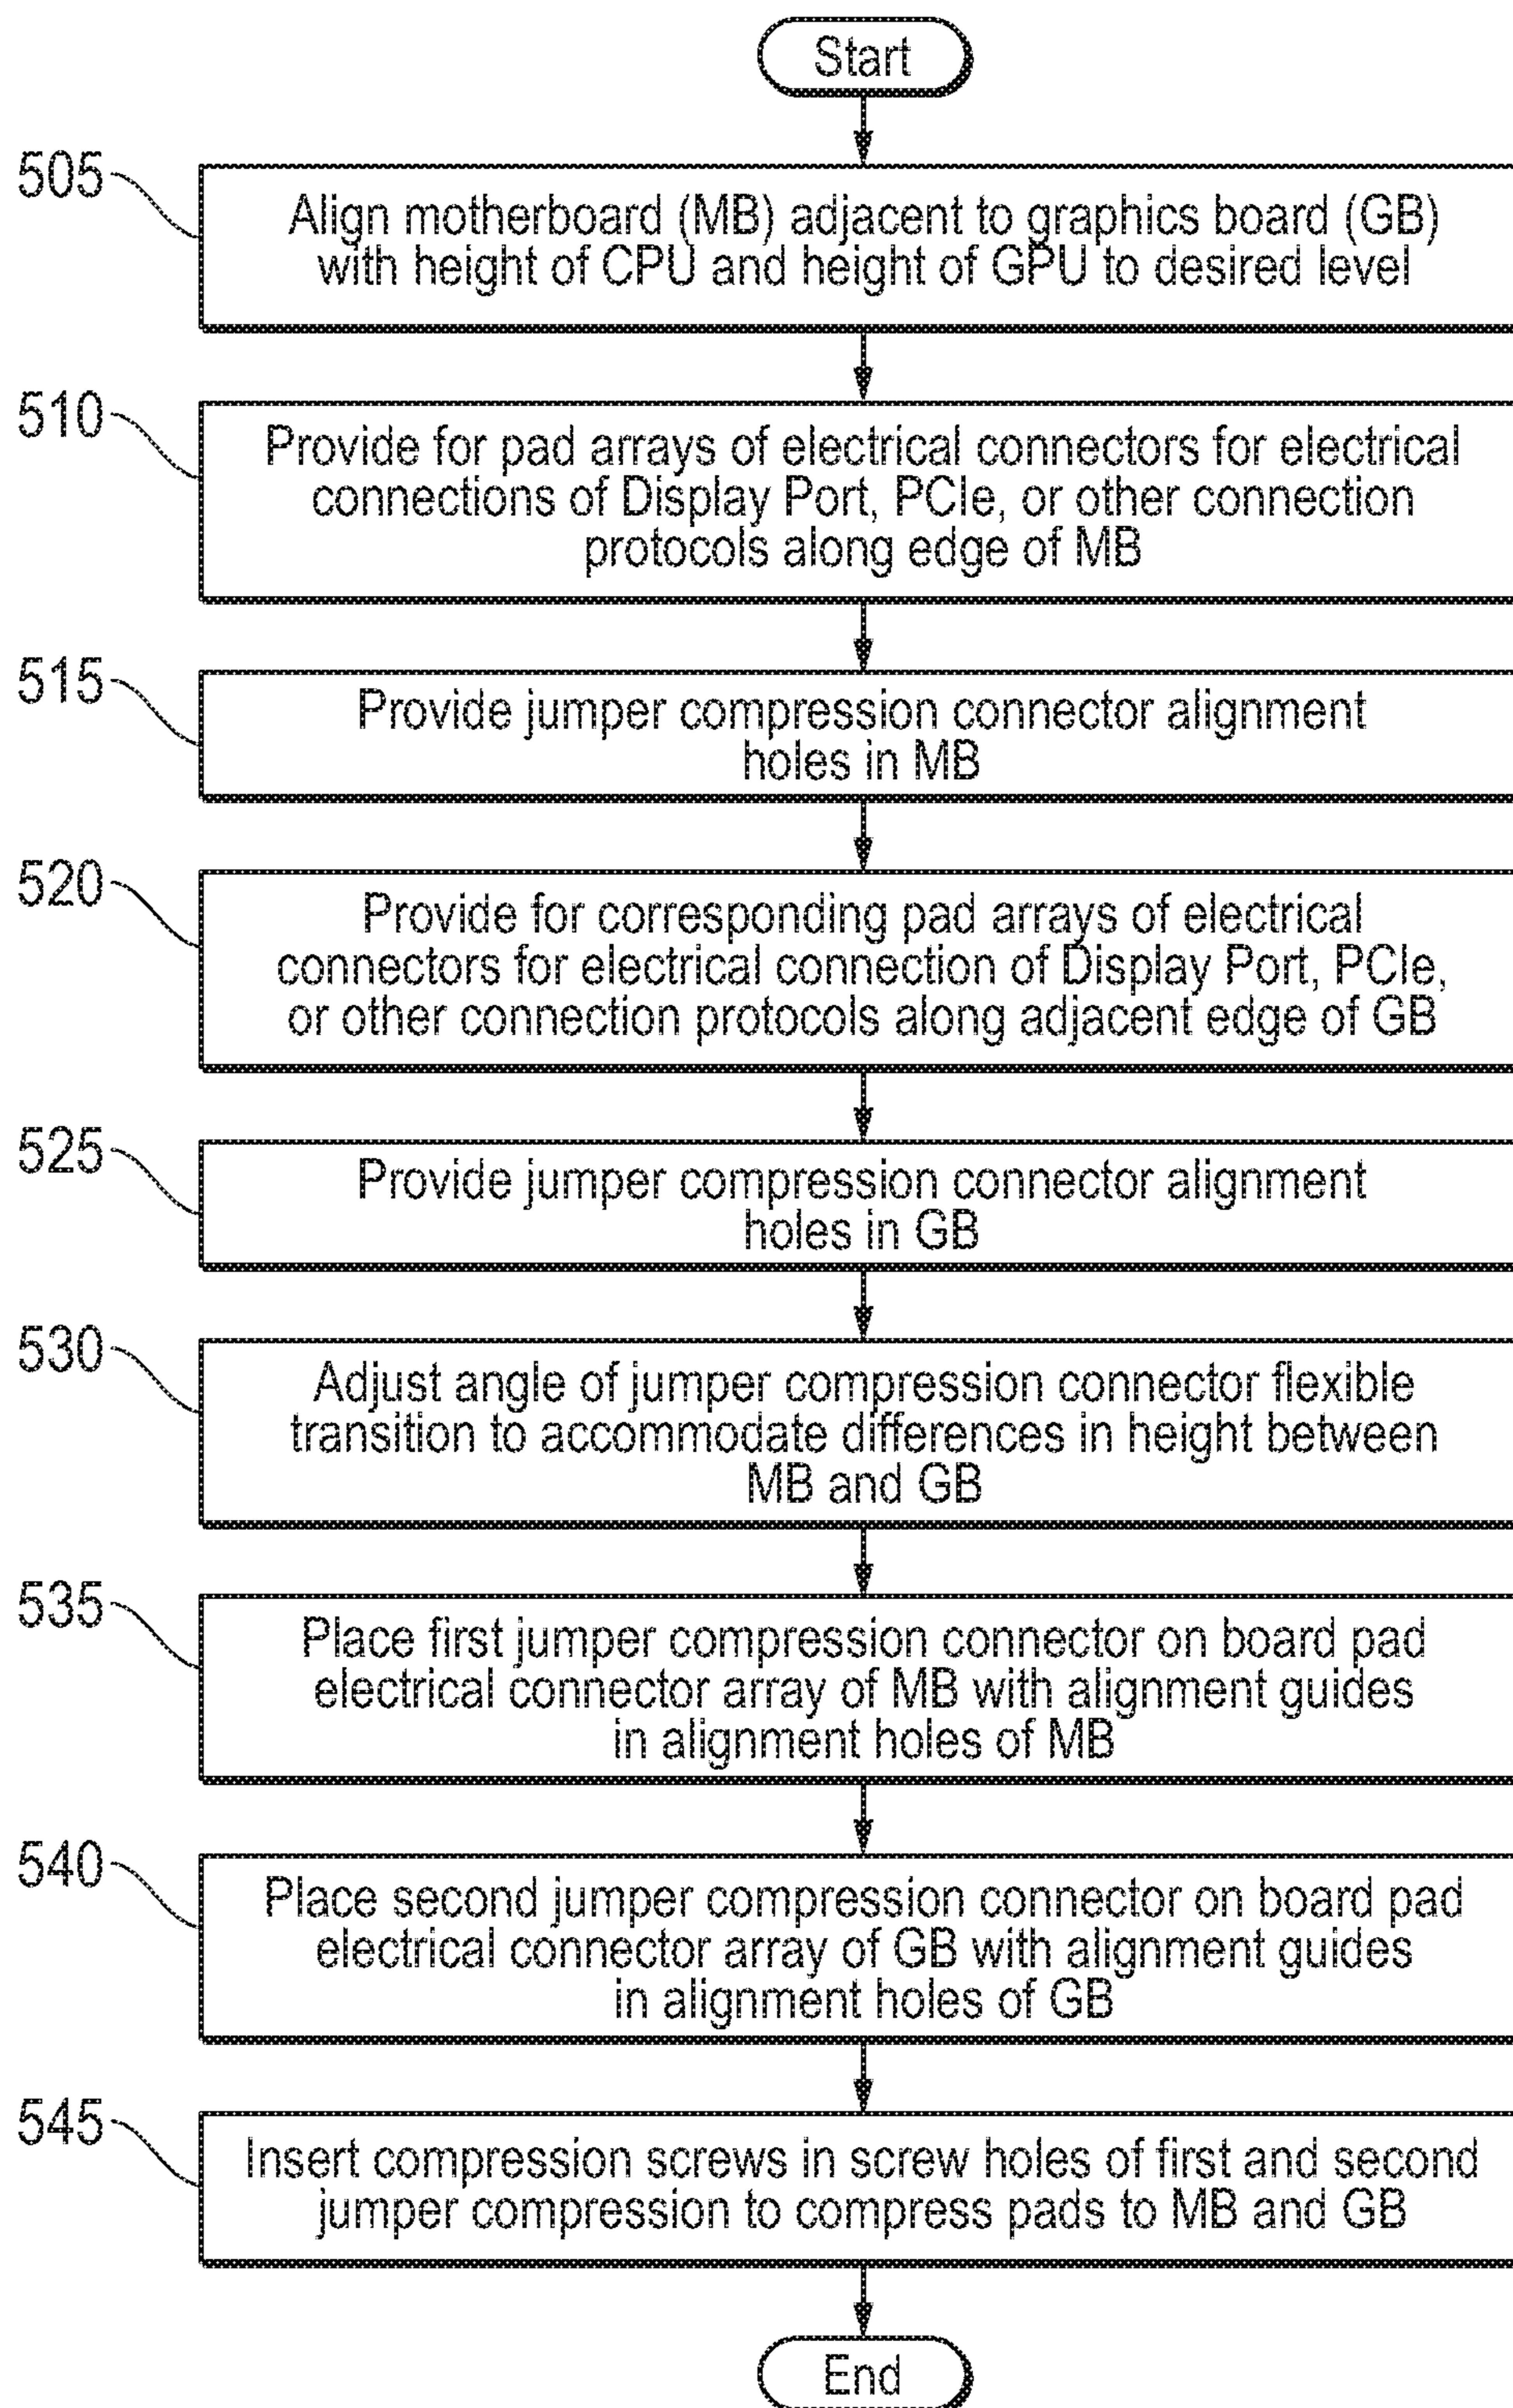 Start
505
Align motherboard (MB) adjacent to graphics board (GB)
with height of CPU and height of GPU to desired level
510
Provide for pad arrays of electrical connectors for electrical
connections of Display Port, PCIe, or other connection
protocols along edge of MB
515
Provide jumper compression connector alignment
holes in MB
520
Provide for corresponding pad arrays of electrical
connectors for electrical connection of Display Port, PCIe,
or other connection protocols along adjacent edge of GB
525
Provide jumper compression connector alignment
holes in GB
530
Adjust angle of jumper compression connector flexible
transition to accommodate differences in height between
MB and GB
535
Place first jumper compression connector on board pad
electrical connector array of MB with alignment guides
in alignment holes of MB
540
Place second jumper compression connector on board pad
electrical connector array of GB with alignment guides
in alignment holes of GB
545
Insert compression screws in screw holes of first and second
jumper compression to compress pads to MB and GB
End